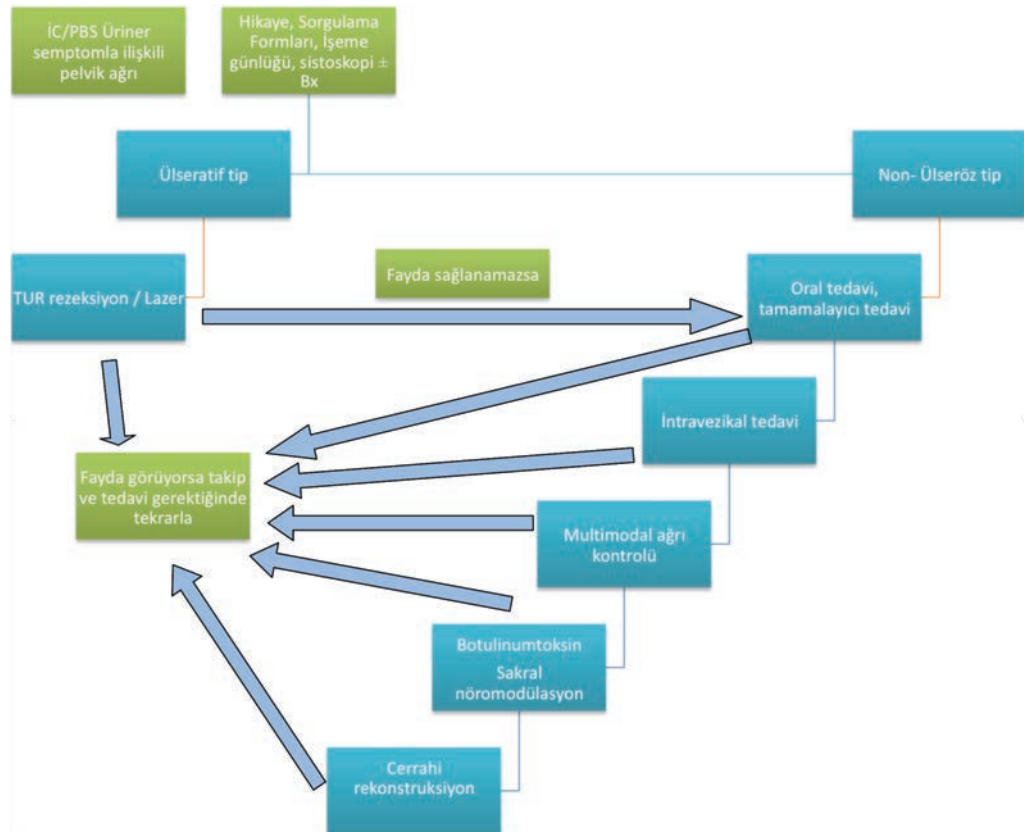 İC/PBS Üriner
semptomla ilişkili
pelvik ağrı
Hikaye, Sorgulama
Formları, İşeme
günlüğü, sistoskopi ±
Bx
Ülseratif tip
Non- Ülseröz tip
TUR rezeksiyon / Lazer
Fayda sağlanamazsa
Oral tedavi,
tamamalayici tedavi
İntravezikal tedavi
Fayda görüyorsa takip
ve tedavi gerektiğinde
tekrarla
Multimodal ağrı
kontrolü
Botulinumtoksin
Sakral
nöromodülasyon
Cerrahi
rekonstruksiyon